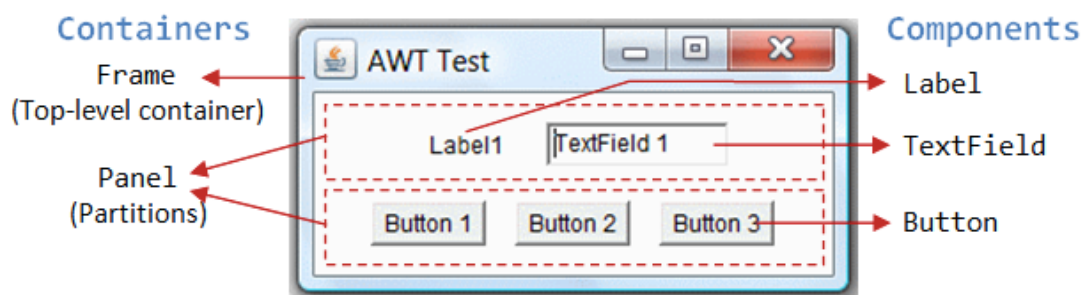 Containers
Components
AWT Test
Frame
(Top-level container)
Label
Label1
TextField 1
TextField
Panel
(Partitions)
Button 1
Button 2
Button 3
Button